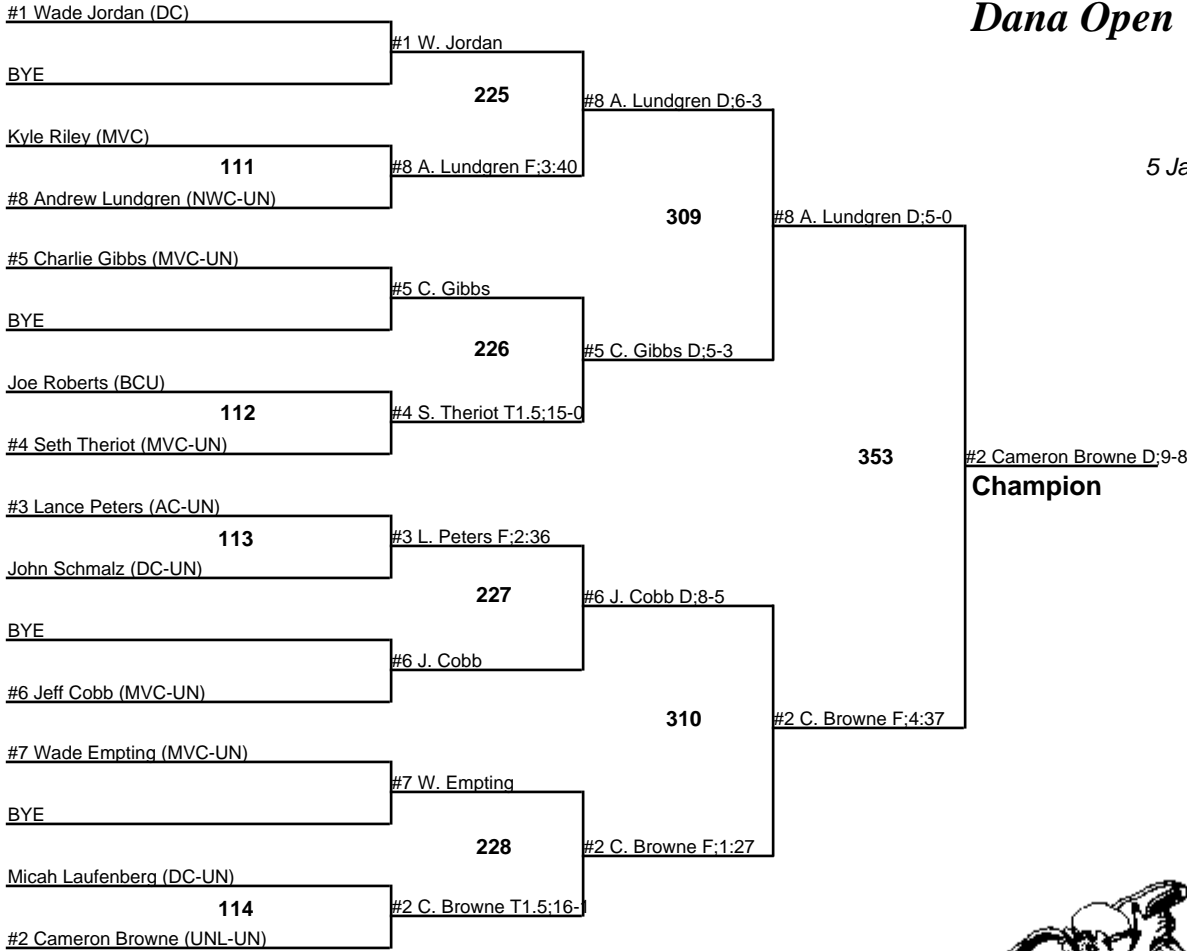 Dana Open
5 Ja
#1 Wade Jordan (DC)
BYE
Kyle Riley (MVC)
111
#8 Andrew Lundgren (NWC-UN)
#5 Charlie Gibbs (MVC-UN)
BYE
Joe Roberts (BCU)
112
#4 Seth Theriot (MVC-UN)
#3 Lance Peters (AC-UN)
113
John Schmalz (DC-UN)
BYE
#6 Jeff Cobb (MVC-UN)
#7 Wade Empting (MVC-UN)
BYE
Micah Laufenberg (DC-UN)
114
#2 Cameron Browne (UNL-UN)
#1 W. Jordan
225
#8 A. Lundgren F;3:40
#5 C. Gibbs
226
#4 S. Theriot T1.5;15-0
#3 L. Peters F;2:36
227
#6 J. Cobb
#7 W. Empting
228
#2 C. Browne T1.5;16-1
#8 A. Lundgren D;6-3
309
#5 C. Gibbs D;5-3
#6 J. Cobb D;8-5
310
#2 C. Browne F;1:27
#8 A. Lundgren D;5-0
353
#2 C. Browne F;4:37
#2 Cameron Browne D;9-8
Champion